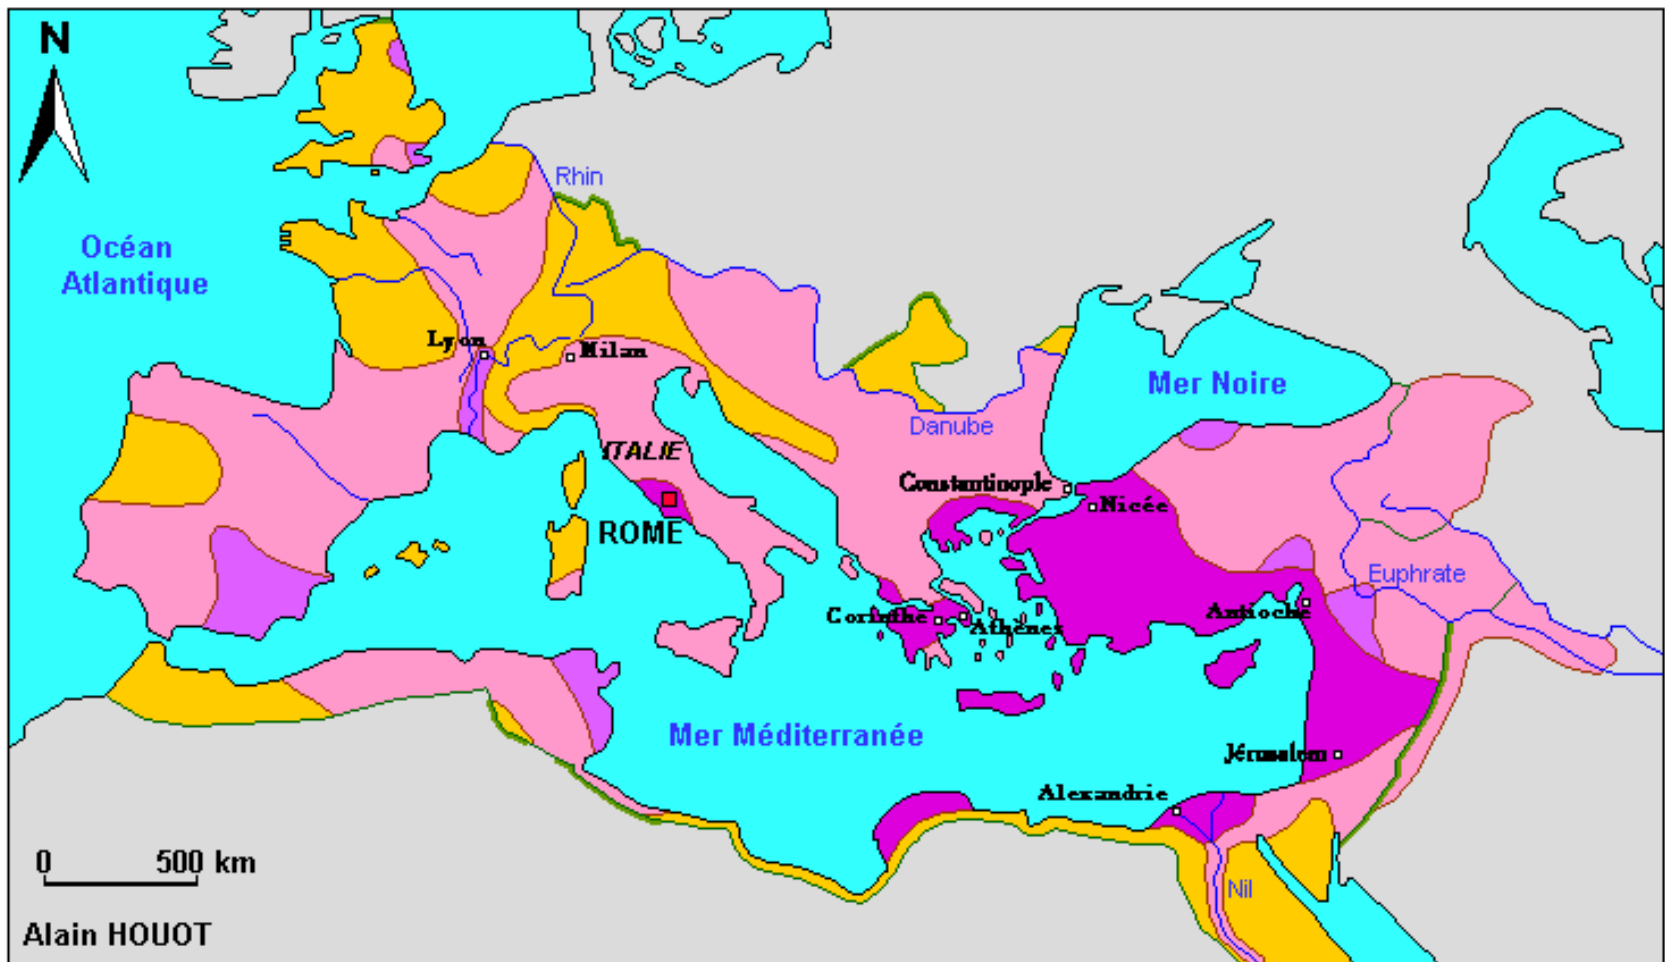 N
Rhin
Océan
Atlantique
Lyon
Milan
Mer Noire
Danube
ITALIE
Constantinople
Nicée
ROME
Euphrate
Antioche
Corinthe
Athènes
Mer Méditerranée
Jérusalem
Alexandrie
0 500 km
Nil
Alain HOUOT